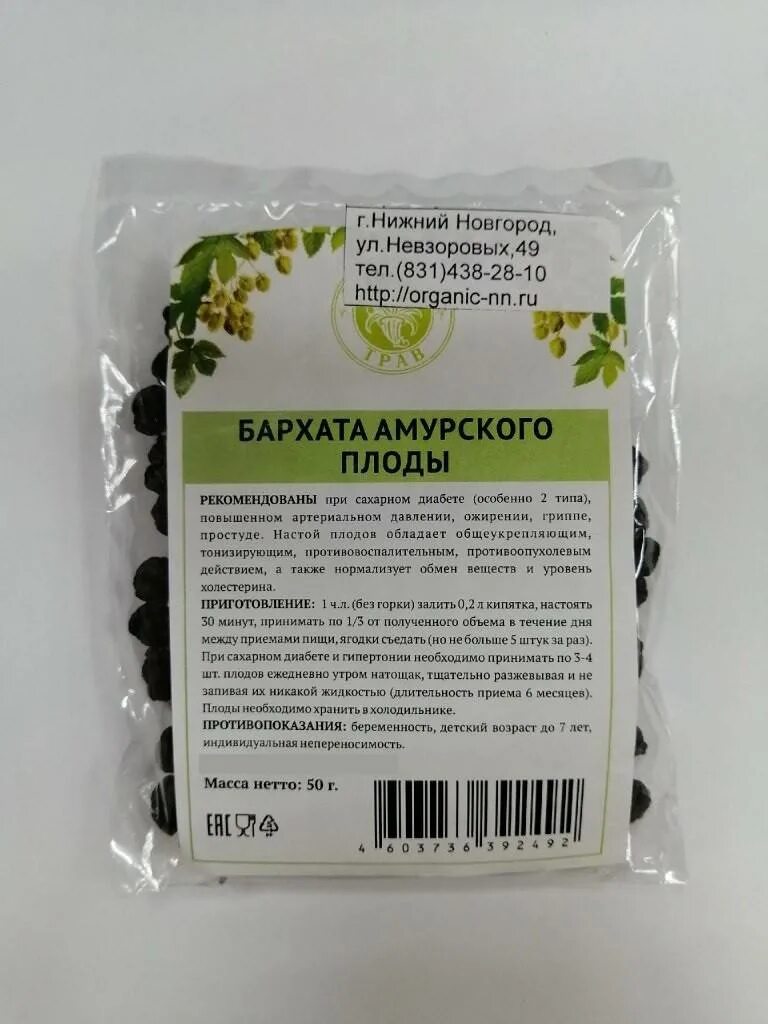 г.Нижний Новгород,
ул.Невзоровых,49
тел.(831)438-28-10
http://organic-nn.ru
ТРАВ
БАРХАТА АМУРСКОГО
ПЛОДЫ
РЕКОМЕНДОВАНЫ при сахарном диабете (особенно 2 типа),
повышенном артериальном давлении, ожирении, гриппе,
простуде. Настой плодов обладает общеукрепляющим,
тонизирующим, противовоспалительным, противоопухолевым
действием, а также нормализует обмен веществ и уровень
холестерина.
ПРИГОТОВЛЕНИЕ: 1 ч.л. (без горки) залить 0,2 л кипятка, настоять
30 минут, принимать по 1/3 от полученного объема в течение дня
между приемами пищи, ягодки съедать (но не больше 5 штук за раз).
При сахарном диабете и гипертонии необходимо принимать по 3-4
шт. плодов ежедневно утром натощак, тщательно разжевывая и не
запивая их никакой жидкостью (длительность приема 6 месяцев).
Плоды необходимо хранить в холодильнике.
ПРОТИВОПОКАЗАНИЯ: беременность, детский возраст до 7 лет,
индивидуальная непереносимость.
Масса нетто: 50 г.
EAC
4 603736 392492